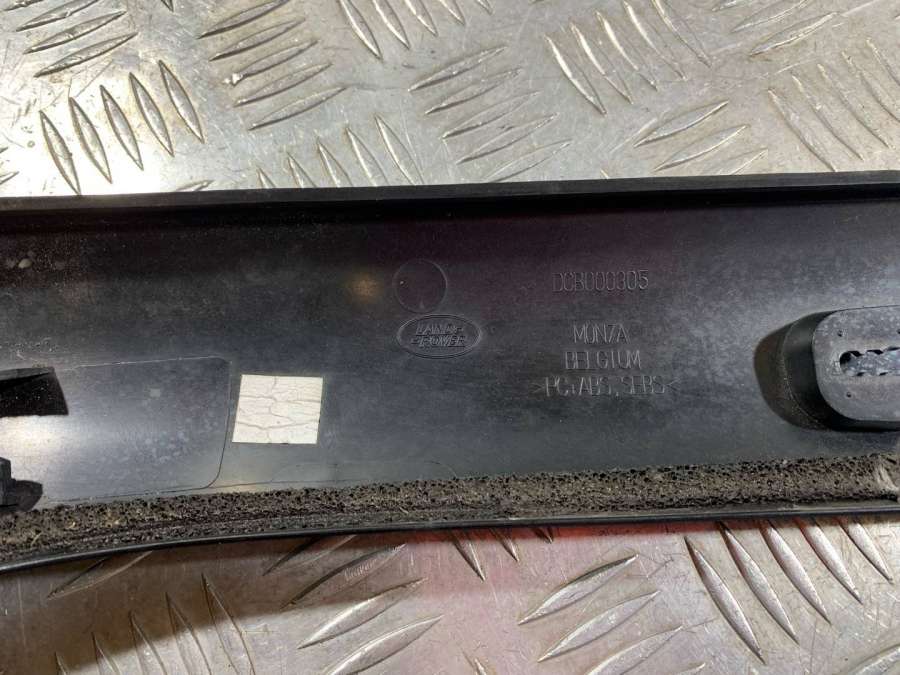 LAND-
-ROVER
DCB000305
MONZA
BELGIUM
>PC+ABS,SEBS<